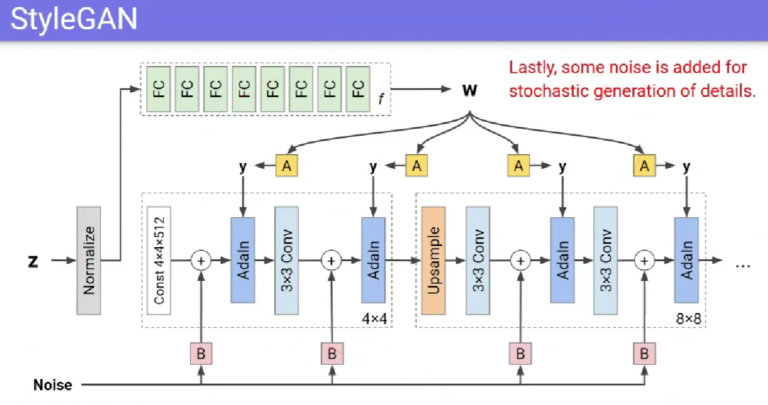 StyleGAN
Lastly, some noise is added for
stochastic generation of details.
FC FC FC FC FC FC FC FC f
w
A A A A
y y y y
z
Normalize
Const 4×4×512
+
AdaIn
3×3 Conv
+
AdaIn
4×4
Upsample
3×3 Conv
+
AdaIn
3×3 Conv
+
AdaIn
8×8
...
B B B B
Noise